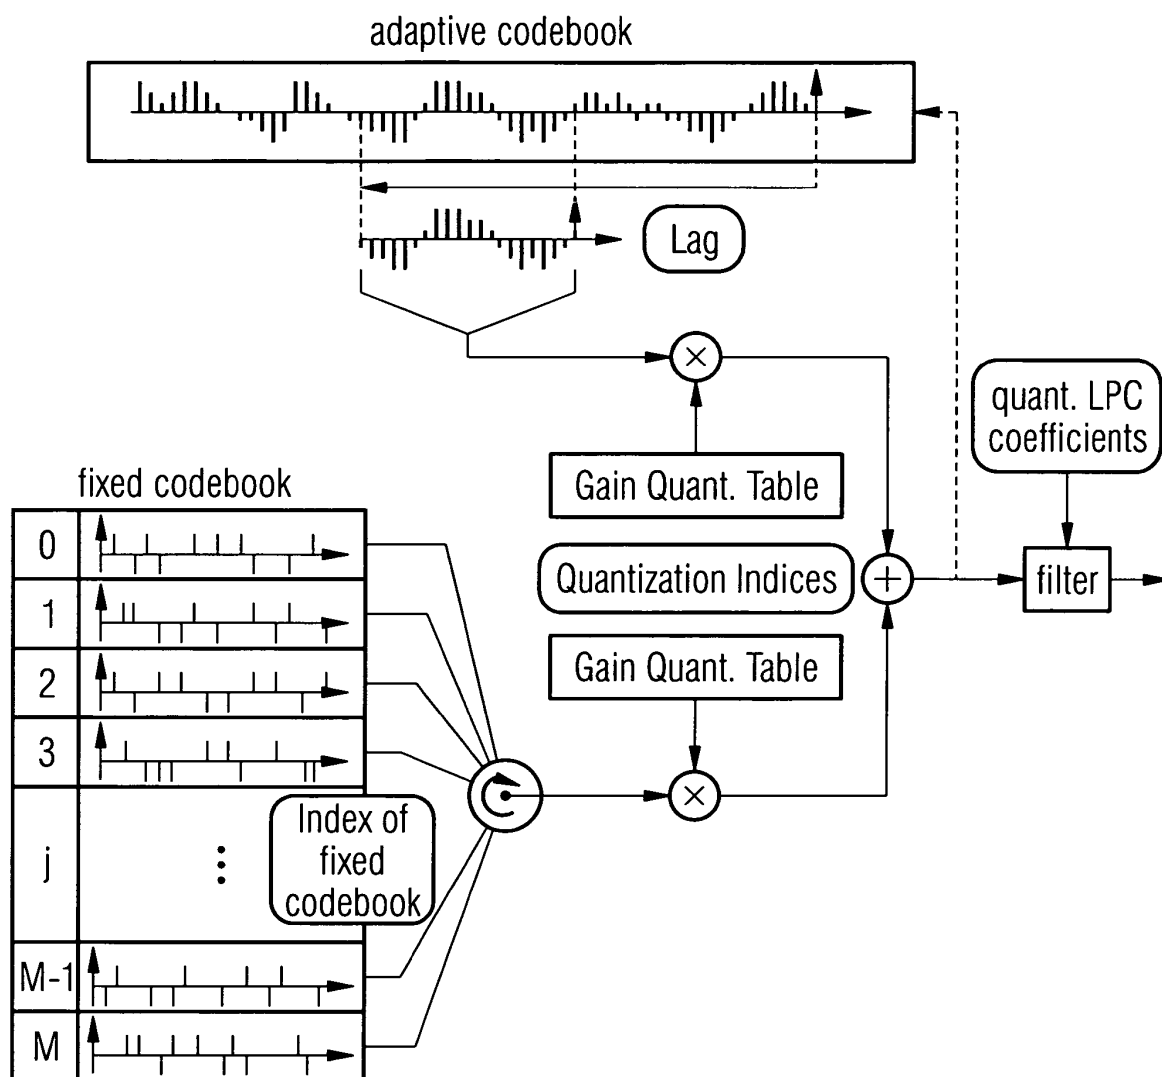 adaptive codebook
Lag
quant. LPC
coefficients
Gain Quant. Table
fixed codebook
0
1
2
3
j
M-1
M
Quantization Indices
filter
Gain Quant. Table
Index of
fixed
codebook